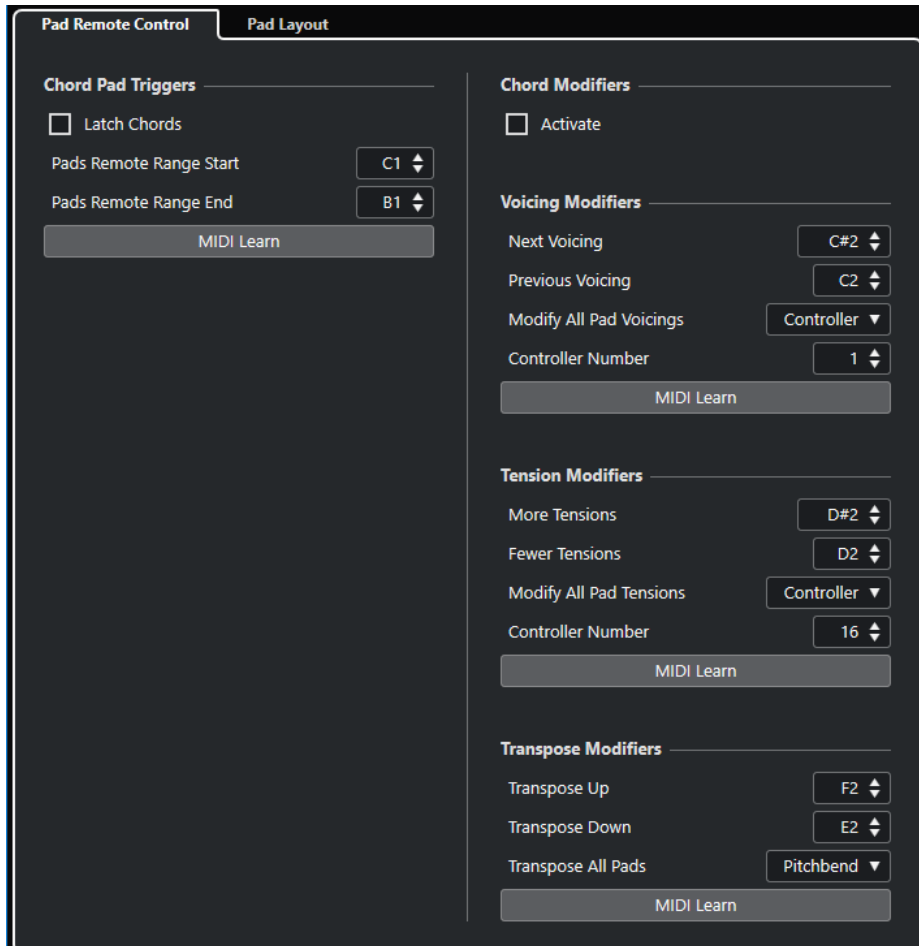 Pad Remote Control
Pad Layout
Chord Pad Triggers
Latch Chords
Pads Remote Range Start C1
Pads Remote Range End B1
MIDI Learn
Chord Modifiers
Activate
Voicing Modifiers
Next Voicing C#2
Previous Voicing C2
Modify All Pad Voicings Controller
Controller Number 1
MIDI Learn
Tension Modifiers
More Tensions D#2
Fewer Tensions D2
Modify All Pad Tensions Controller
Controller Number 16
MIDI Learn
Transpose Modifiers
Transpose Up F2
Transpose Down E2
Transpose All Pads Pitchbend
MIDI Learn